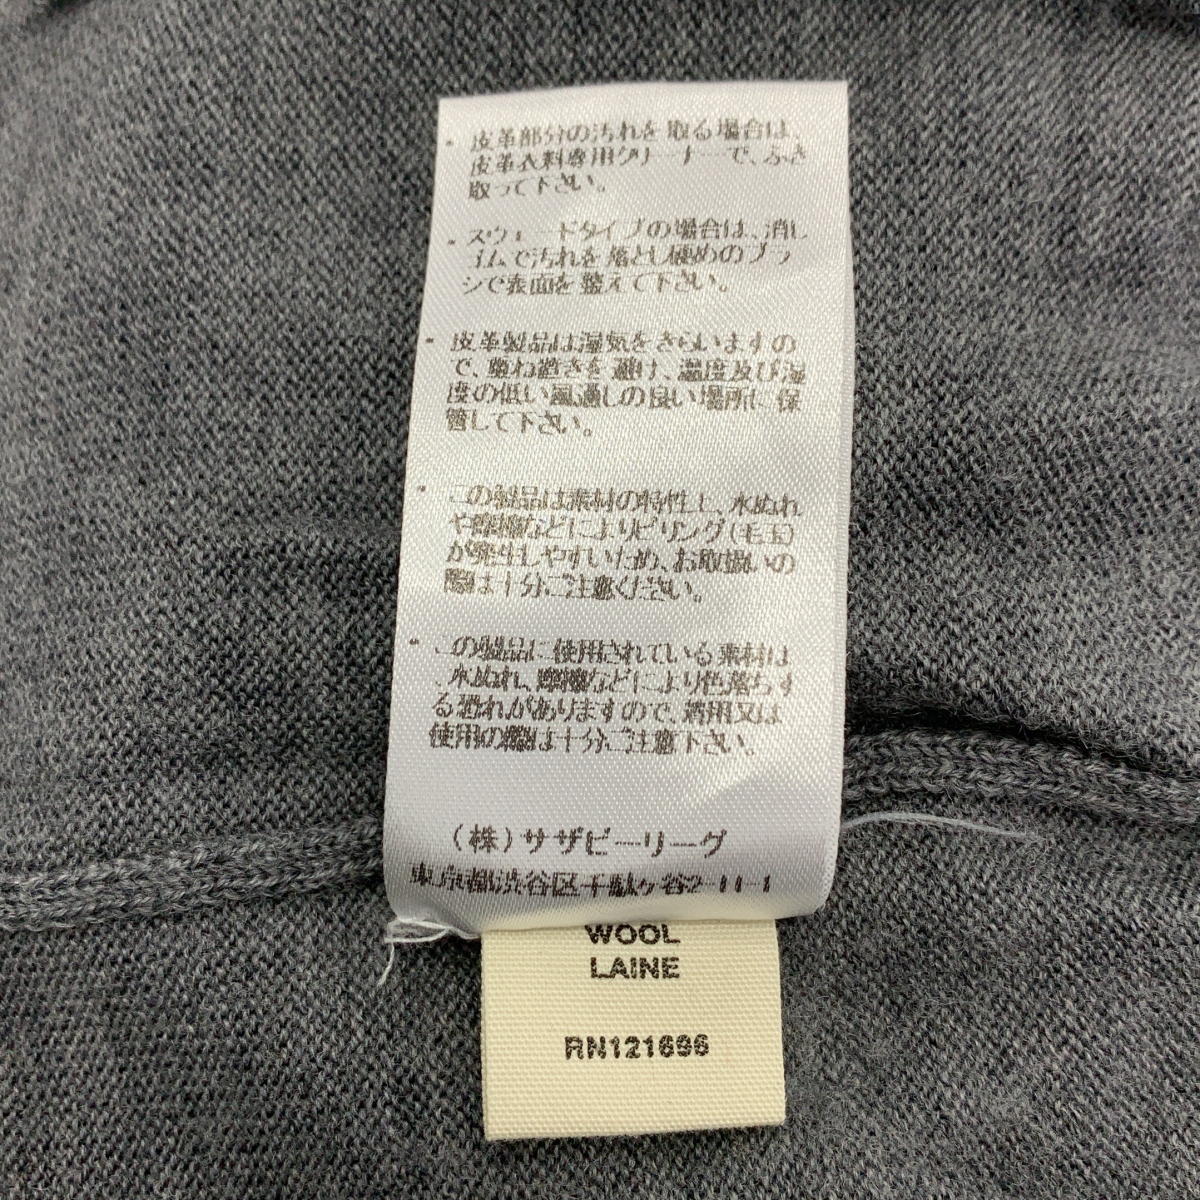 ・皮革部分の汚れを取る場合は、
皮革衣料専用クリーナーで、ふき
取って下さい。
・スウェードタイプの場合は、消し
ゴムで汚れを落とし硬めのブラ
シで表面を整えて下さい。
・皮革製品は湿気をきらいますの
で、重ね置きを避け、温度及び湿
度の低い風通しの良い場所に保
管して下さい。
・この製品は素材の特性上、水ぬれ
や摩擦などによりピリング(毛玉)
が発生しやすいため、お取扱いの
際は十分ご注意ください。
・この製品に使用されている素材は
、水ぬれ、摩擦などにより色落ちす
る恐れがありますので、着用又は
使用の際は十分ご注意下さい。
(株)サザビーリーグ
東京都渋谷区千駄ヶ谷2-11-1
WOOL
LAINE
RN121696